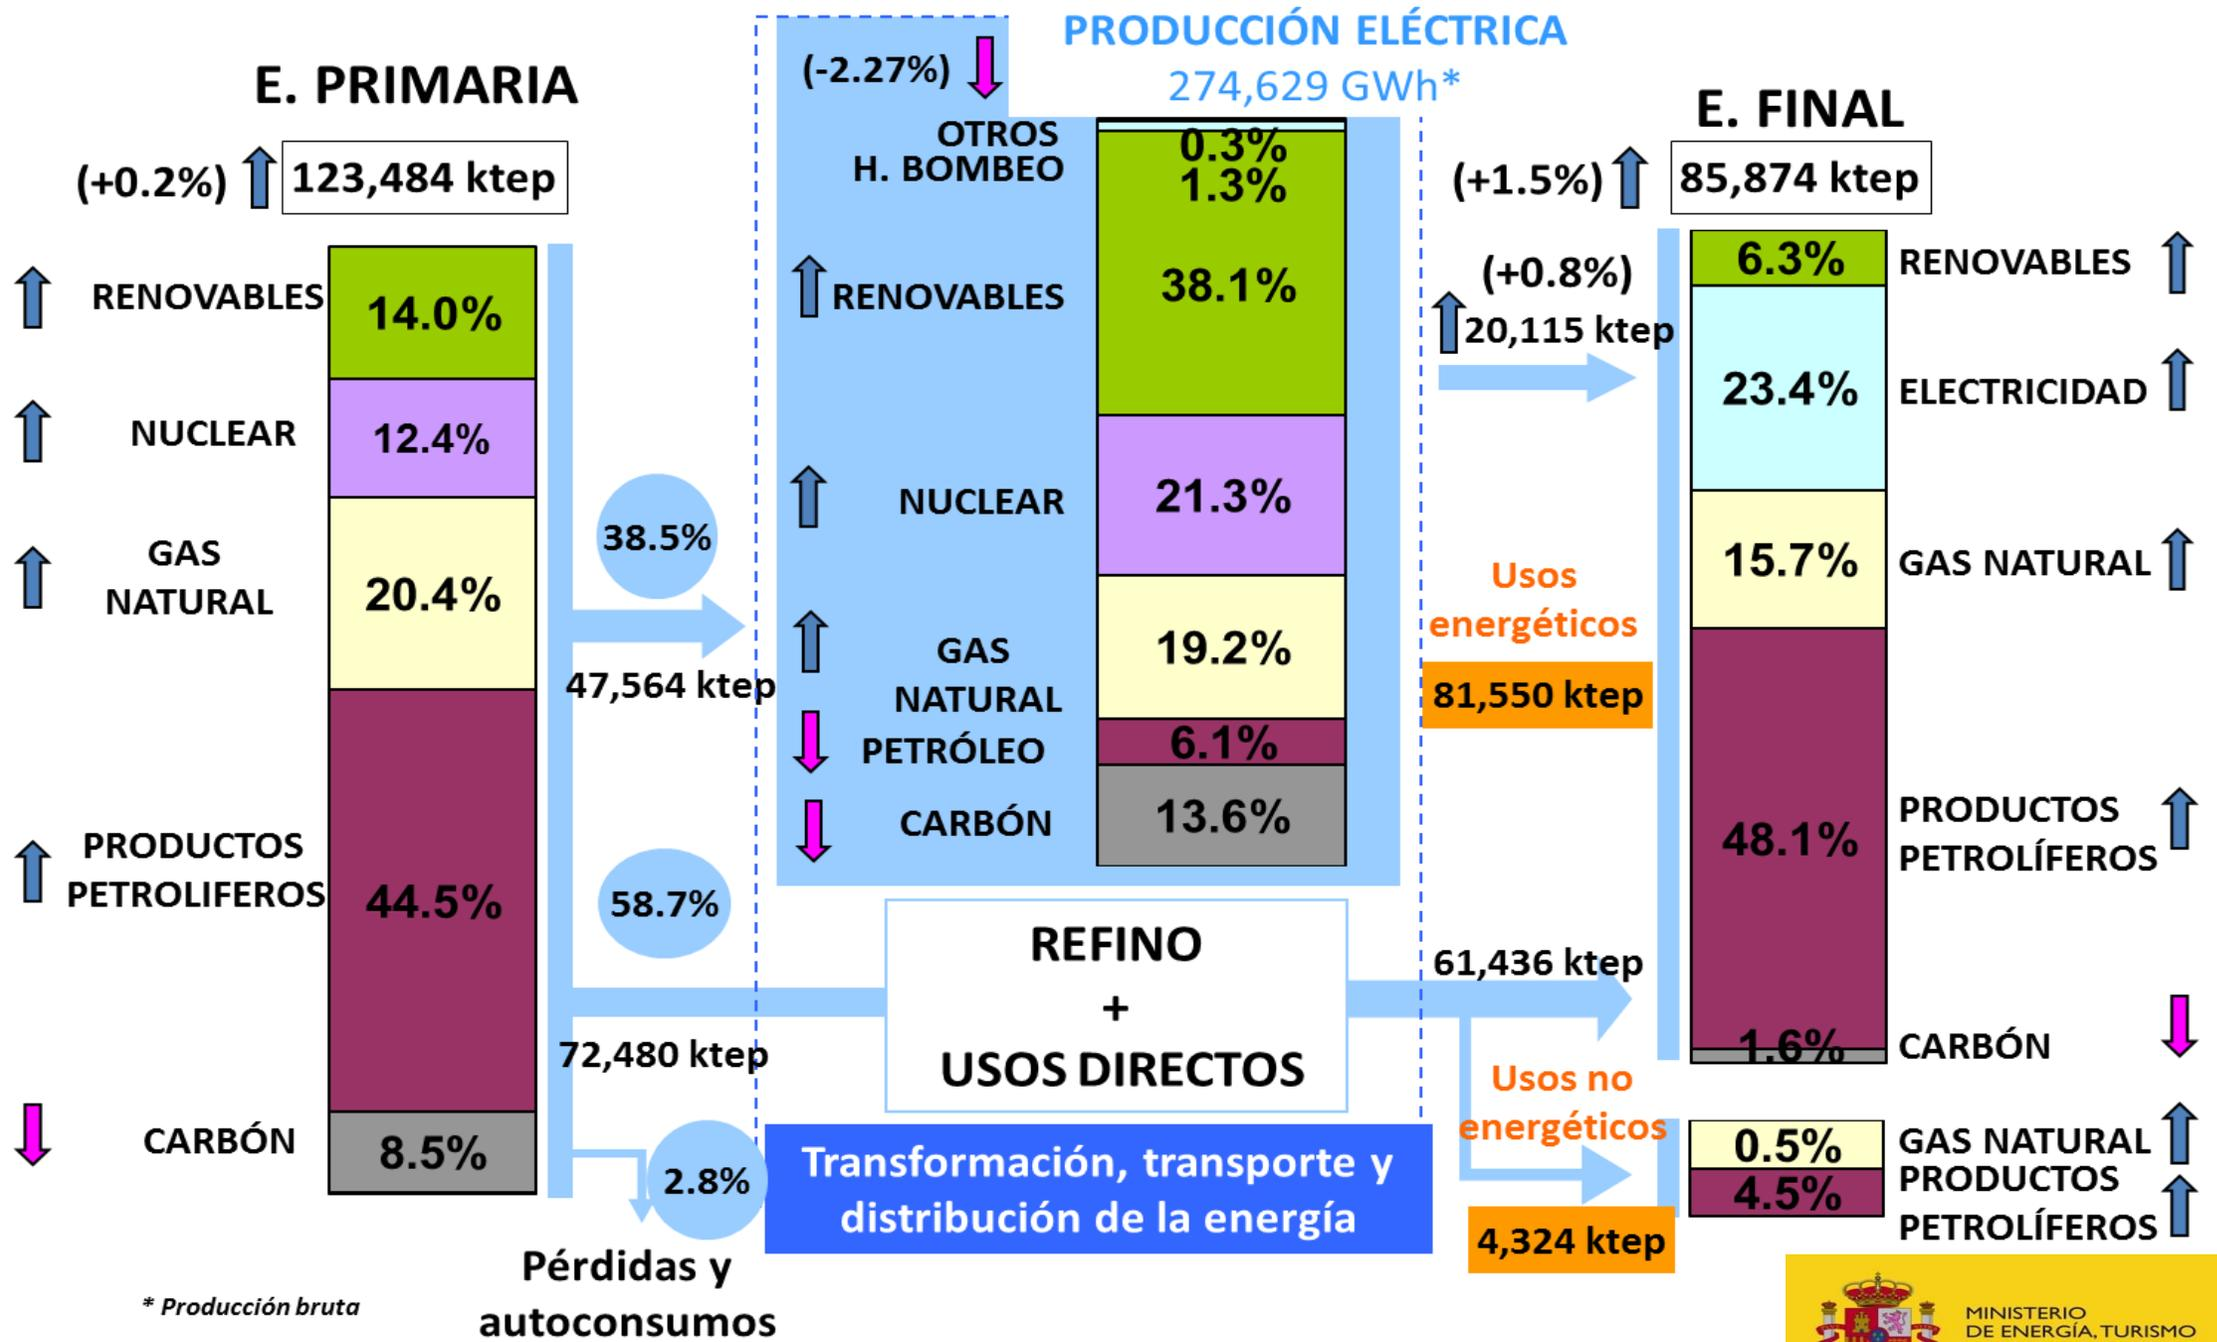 E. PRIMARIA
(+0.2%)
123,484 ktep
RENOVABLES
14.0%
NUCLEAR
12.4%
GAS
NATURAL
20.4%
PRODUCTOS
PETROLIFEROS
44.5%
CARBÓN
8.5%
38.5%
47,564 ktep
58.7%
72,480 ktep
2.8%
Pérdidas y
autoconsumos
* Producción bruta
PRODUCCIÓN ELÉCTRICA
274,629 GWh*
(-2.27%)
OTROS
0.3%
H. BOMBEO
1.3%
RENOVABLES
38.1%
NUCLEAR
21.3%
GAS
NATURAL
19.2%
PETRÓLEO
6.1%
CARBÓN
13.6%
REFINO
+
USOS DIRECTOS
Transformación, transporte y
distribución de la energía
(+0.8%)
20,115 ktep
Usos
energéticos
81,550 ktep
61,436 ktep
Usos no
energéticos
4,324 ktep
E. FINAL
(+1.5%)
85,874 ktep
6.3%
RENOVABLES
23.4%
ELECTRICIDAD
15.7%
GAS NATURAL
48.1%
PRODUCTOS
PETROLÍFEROS
1.6%
CARBÓN
0.5%
GAS NATURAL
4.5%
PRODUCTOS
PETROLÍFEROS
MINISTERIO
DE ENERGÍA, TURISMO